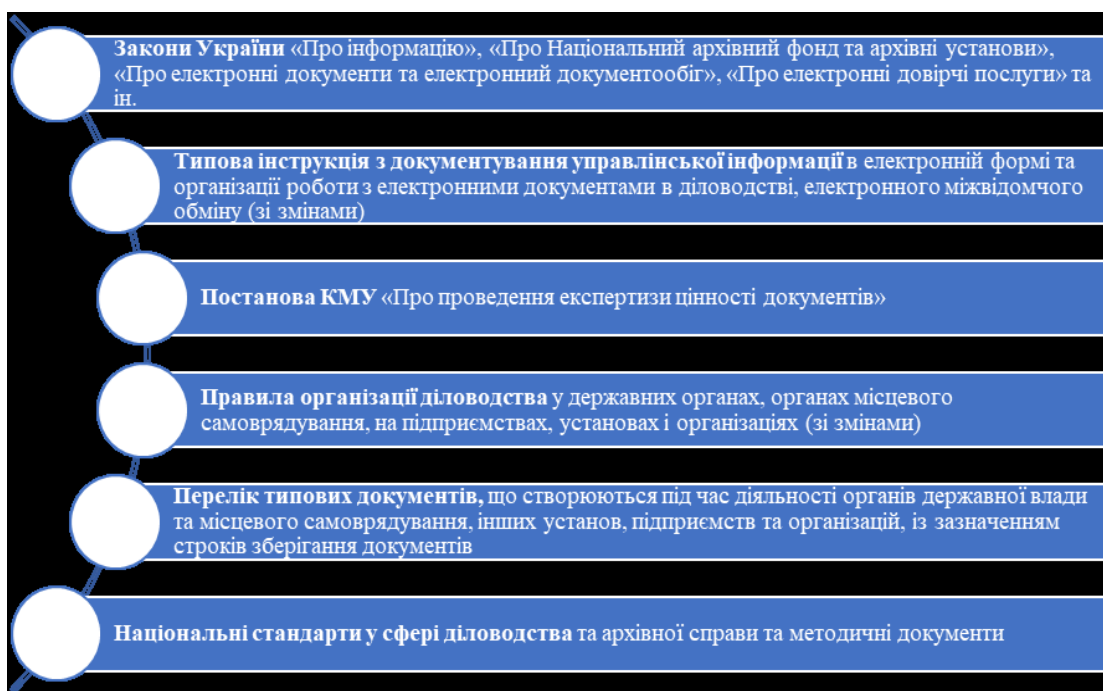 Закони України «Про інформацію», «Про Національний архівний фонд та архівні установи»,
«Про електронні документи та електронний документообіг», «Про електронні довірчі послуги» та
ін.
Типова інструкція з документування управлінської інформації в електронній формі та
організації роботи з електронними документами в діловодстві, електронного міжвідомчого
обміну (зі змінами)
Постанова КМУ «Про проведення експертизи цінності документів»
Правила організації діловодства у державних органах, органах місцевого
самоврядування, на підприємствах, установах і організаціях (зі змінами)
Перелік типових документів, що створюються під час діяльності органів державної влади
та місцевого самоврядування, інших установ, підприємств та організацій, із зазначенням
строків зберігання документів
Національні стандарти у сфері діловодства та архівної справи та методичні документи